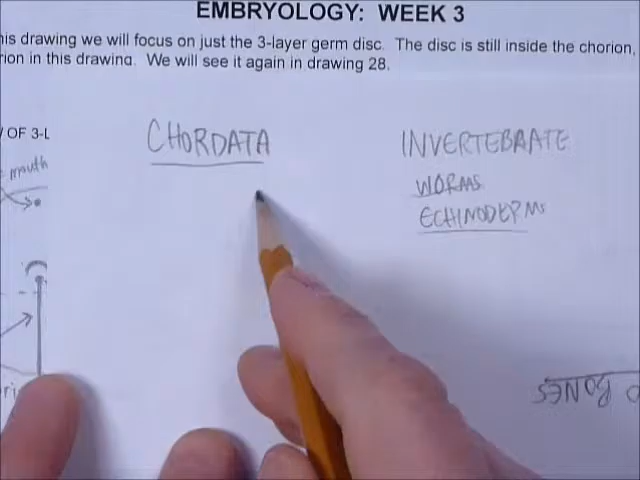 EMBRYOLOGY: WEEK 3
his drawing we will focus on just the 3-layer germ disc. The disc is still inside the chorion,
rion in this drawing. We will see it again in drawing 28.
OF 3-L
CHORDATA
INVERTEBRATE
mouth
WORMS
ECHINODERMS
BONES